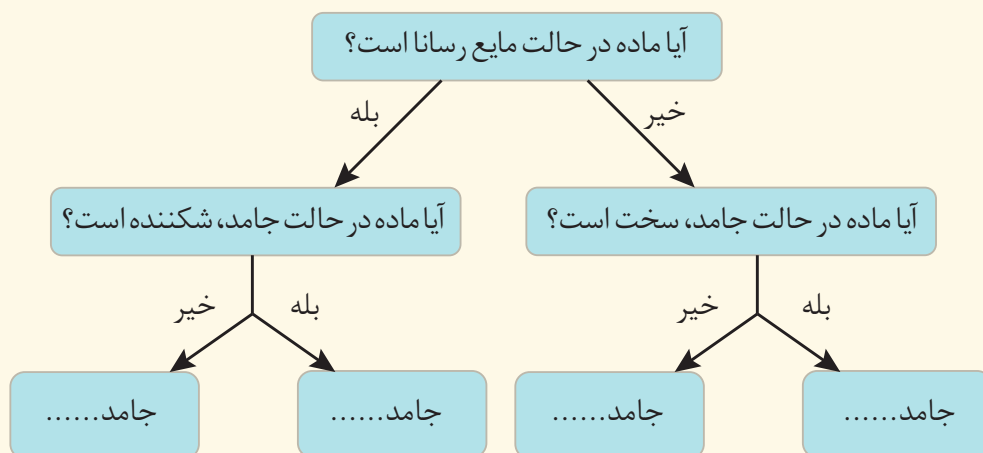 آیا ماده در حالت مایع رسانا است؟
خیر
بله
آیا ماده در حالت جامد، سخت است؟
آیا ماده در حالت جامد، شکننده است؟
بله
خیر
بله
خیر
جامد......
جامد......
جامد......
جامد......